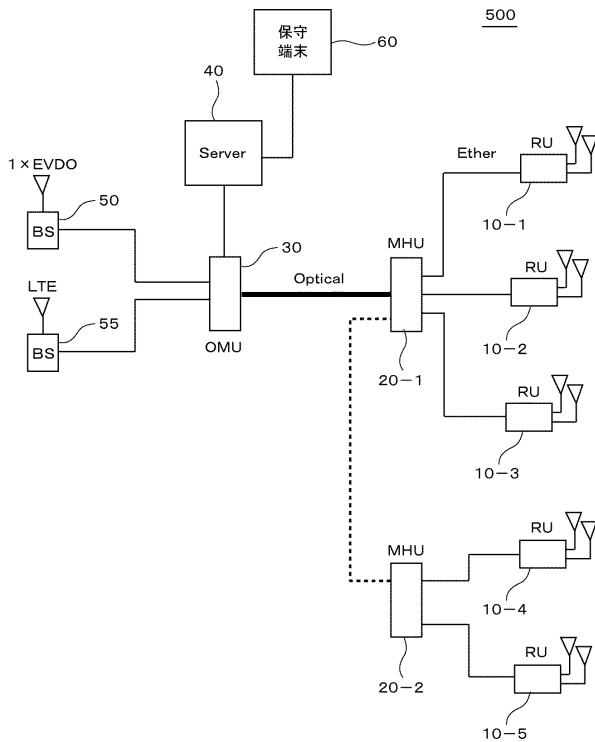 500
保守
端末
60
40
Server
1×EVDO
50
BS
30
Optical
OMU
LTE
55
BS
MHU
20-1
Ether
RU
10-1
RU
10-2
RU
10-3
MHU
20-2
RU
10-4
RU
10-5